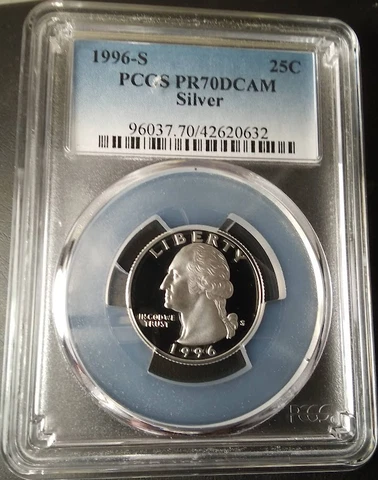 1996-S 25C
PCGS PR70DCAM
Silver
96037.70/42620632
LIBERTY
IN GOD WE
TRUST
S
1996
PCGS